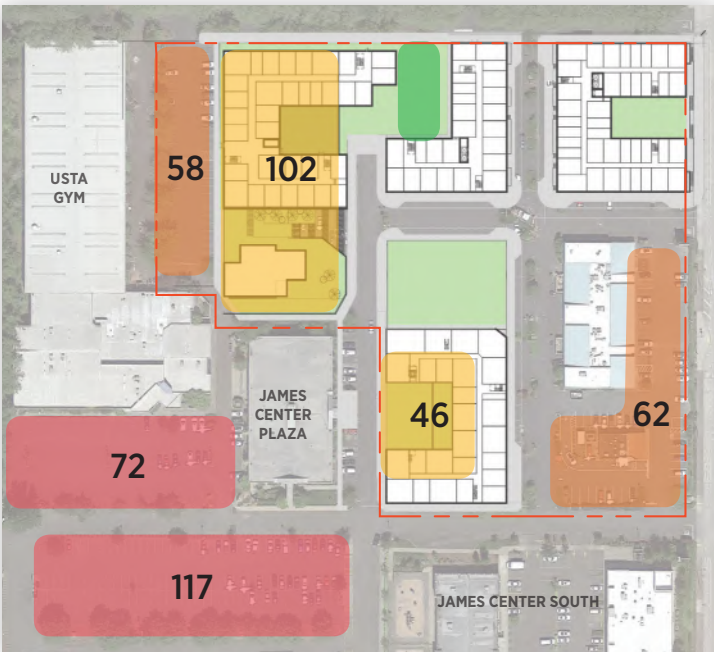 USTA
GYM
58
102
JAMES
CENTER
PLAZA
46
62
72
117
JAMES CENTER SOUTH